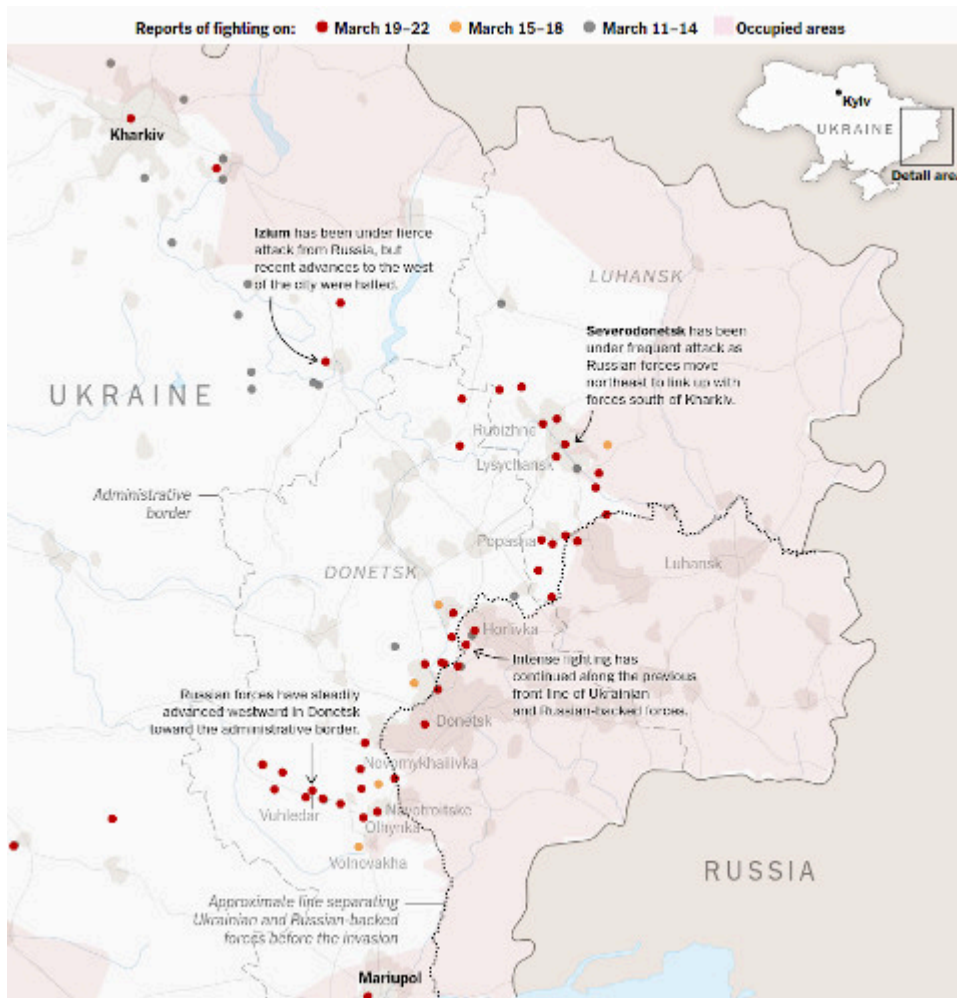 Reports of fighting on: March 19–22 March 15–18 March 11–14 Occupied areas
Kyiv
UKRAINE
Detail area
Kharkiv
Izium has been under fierce
attack from Russia, but
recent advances to the west
of the city were halted.
LUHANSK
Severodonetsk has been
under frequent attack as
Russian forces move
northeast to link up with
forces south of Kharkiv.
UKRAINE
Rubizhne
Lysychansk
Administrative
border
Popasna
Luhansk
DONETSK
Horlivka
Intense fighting has
continued along the previous
front line of Ukrainian
and Russian-backed forces.
Russian forces have steadily
advanced westward in Donetsk
toward the administrative border.
Donetsk
Novomykhailivka
Vuhledar
Novotroitske
Olhynka
Volnovakha
RUSSIA
Approximate line separating
Ukrainian and Russian-backed
forces before the invasion
Mariupol